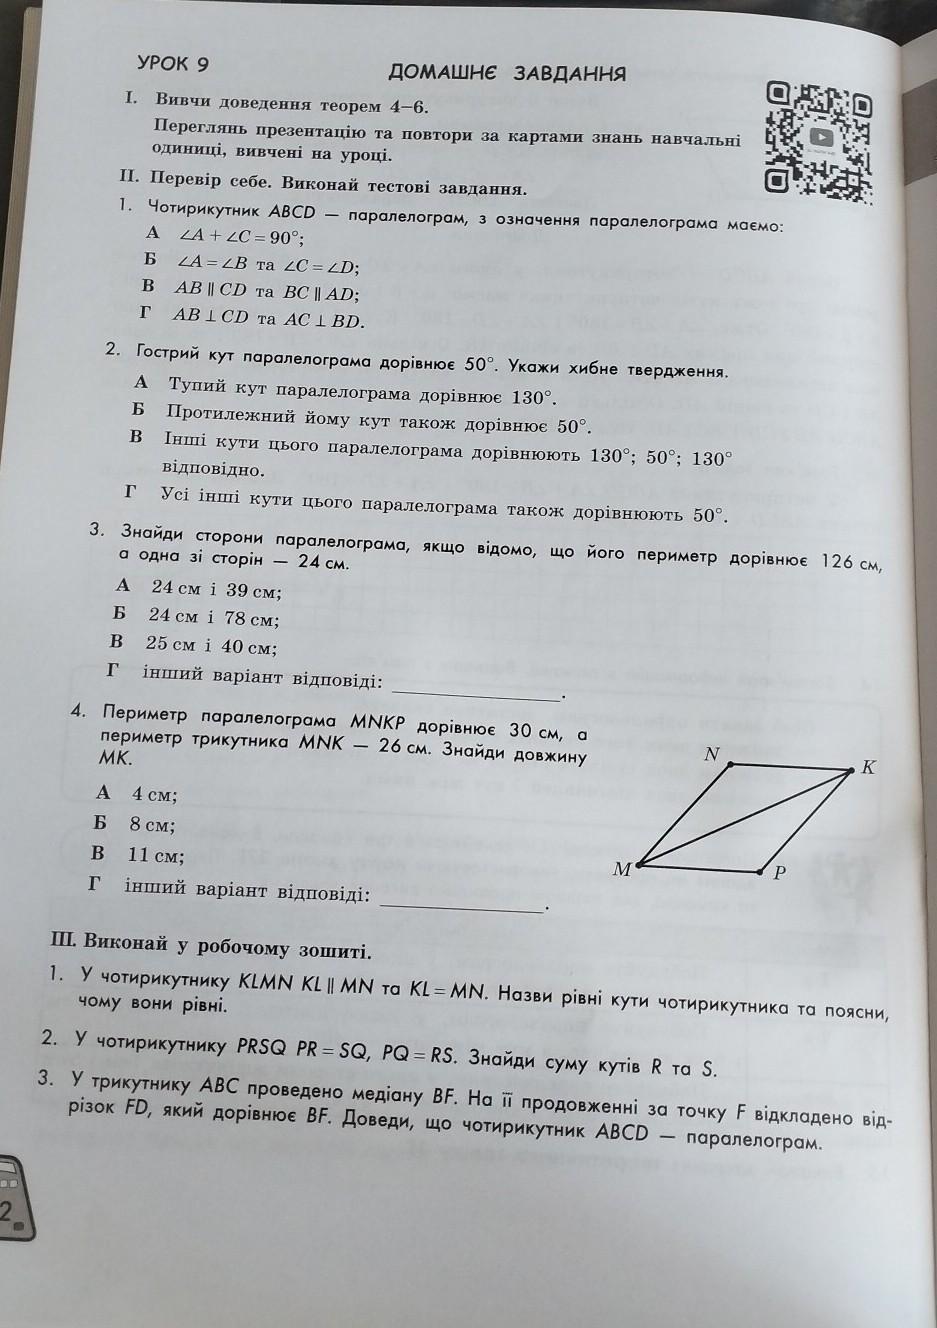 УРОК 9
ДОМАШНЄ ЗАВДАННЯ
I. Вивчи доведення теорем 4–6.
Переглянь презентацію та повтори за картами знань навчальні
одиниці, вивчені на уроці.
II. Перевір себе. Виконай тестові завдання.
1. Чотирикутник ABCD — паралелограм, з означення паралелограма маємо:
А ∠A + ∠C = 90°;
Б ∠A = ∠B та ∠C = ∠D;
В AB ∥ CD та BC ∥ AD;
Г AB ⊥ CD та AC ⊥ BD.
2. Гострий кут паралелограма дорівнює 50°. Укажи хибне твердження.
А Тупий кут паралелограма дорівнює 130°.
Б Протилежний йому кут також дорівнює 50°.
В Інші кути цього паралелограма дорівнюють 130°; 50°; 130°
відповідно.
Г Усі інші кути цього паралелограма також дорівнюють 50°.
3. Знайди сторони паралелограма, якщо відомо, що його периметр дорівнює 126 см,
а одна зі сторін — 24 см.
А 24 см і 39 см;
Б 24 см і 78 см;
В 25 см і 40 см;
Г інший варіант відповіді: ____________.
4. Периметр паралелограма MNKP дорівнює 30 см, а
периметр трикутника MNK — 26 см. Знайди довжину
MK.
А 4 см;
Б 8 см;
В 11 см;
Г інший варіант відповіді: ____________.
N
K
M
P
III. Виконай у робочому зошиті.
1. У чотирикутнику KLMN KL ∥ MN та KL = MN. Назви рівні кути чотирикутника та поясни,
чому вони рівні.
2. У чотирикутнику PRSQ PR = SQ, PQ = RS. Знайди суму кутів R та S.
3. У трикутнику ABC проведено медіану BF. На її продовженні за точку F відкладено від-
різок FD, який дорівнює BF. Доведи, що чотирикутник ABCD — паралелограм.
2